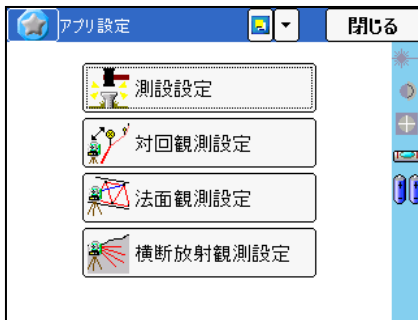 アプリ設定 閉じる
測設設定
対回観測設定
法面観測設定
横断放射観測設定